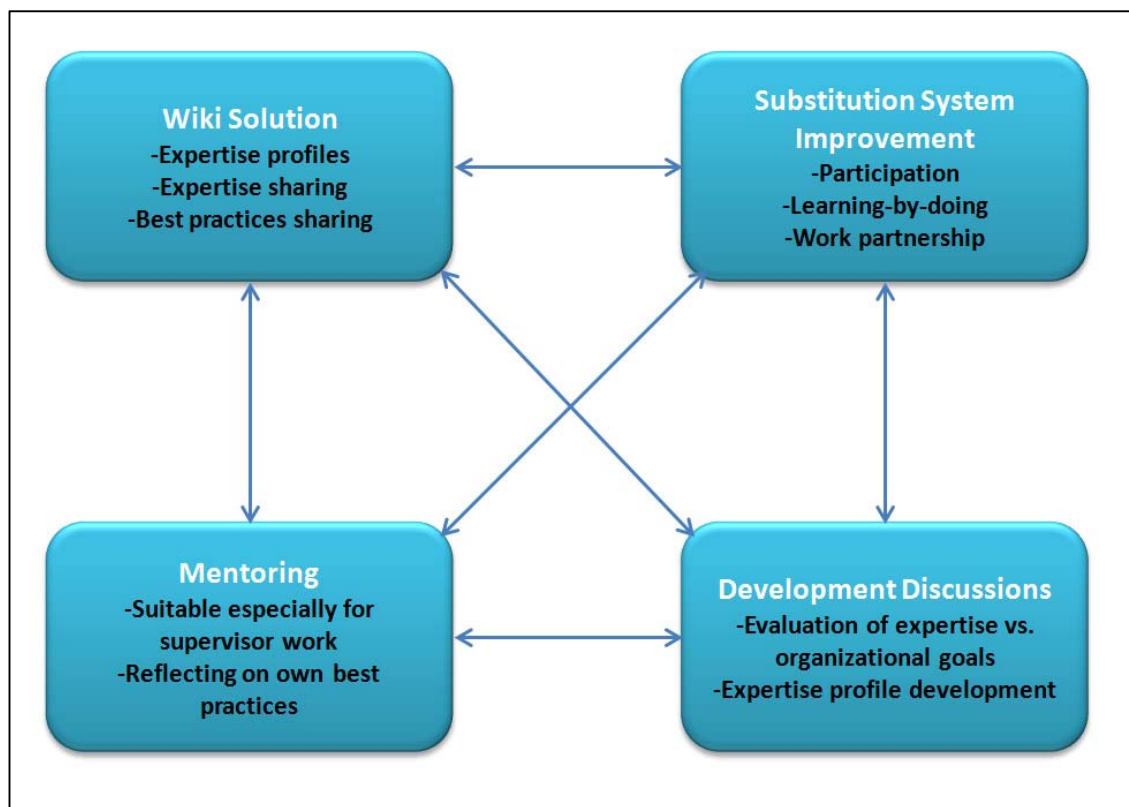 Wiki Solution
-Expertise profiles
-Expertise sharing
-Best practices sharing
Substitution System
Improvement
-Participation
-Learning-by-doing
-Work partnership
Mentoring
-Suitable especially for
supervisor work
-Reflecting on own best
practices
Development Discussions
-Evaluation of expertise vs.
organizational goals
-Expertise profile development